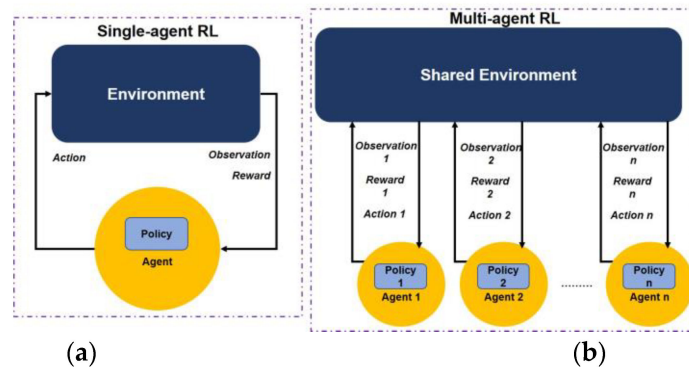 Single-agent RL
Environment
Action
Observation
Reward
Policy
Agent
(a)
Multi-agent RL
Shared Environment
Observation
1
Reward
1
Action 1
Policy
1
Agent 1
Observation
2
Reward
2
Action 2
Policy
2
Agent 2
.........
Observation
n
Reward
n
Action n
Policy
n
Agent n
(b)